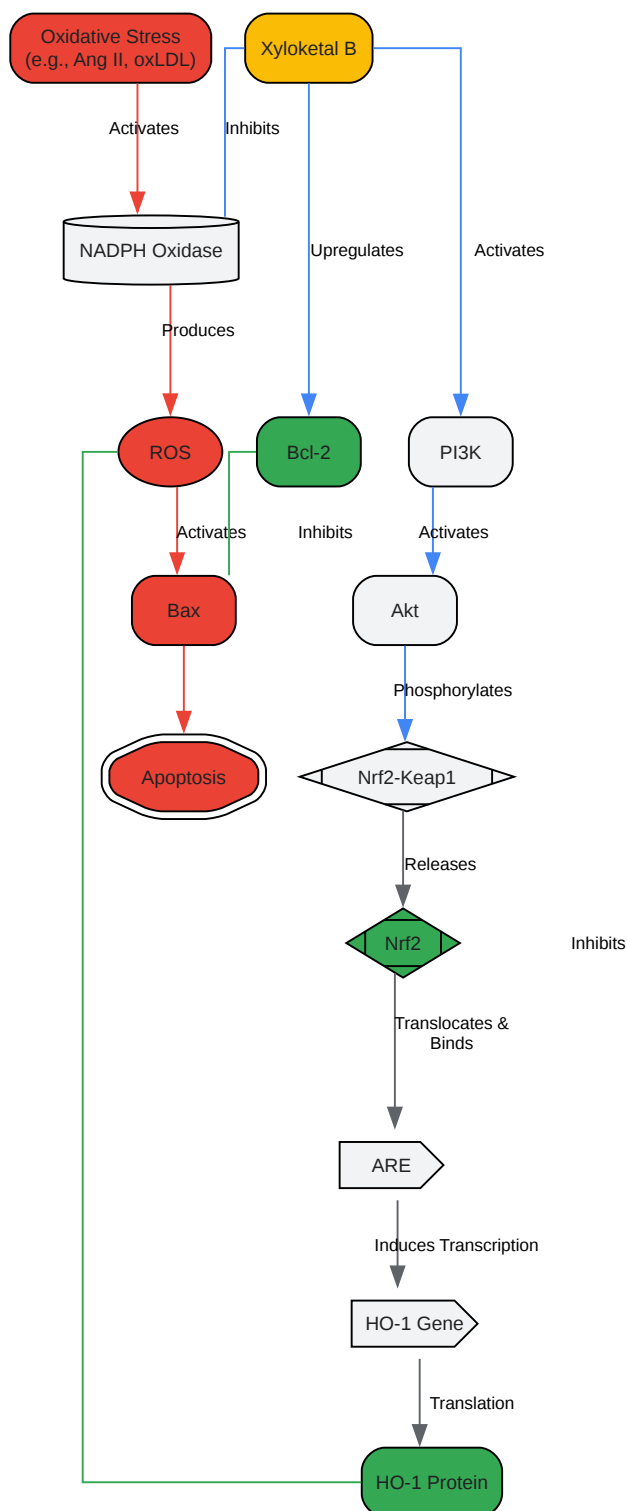 Oxidative Stress
(e.g., Ang II, oxLDL)
Xyloketal B
Activates
Inhibits
NADPH Oxidase
Upregulates
Activates
Produces
ROS
Bcl-2
PI3K
Activates
Inhibits
Activates
Bax
Akt
Phosphorylates
Apoptosis
Nrf2-Keap1
Releases
Nrf2
Inhibits
Translocates &
Binds
ARE
Induces Transcription
HO-1 Gene
Translation
HO-1 Protein